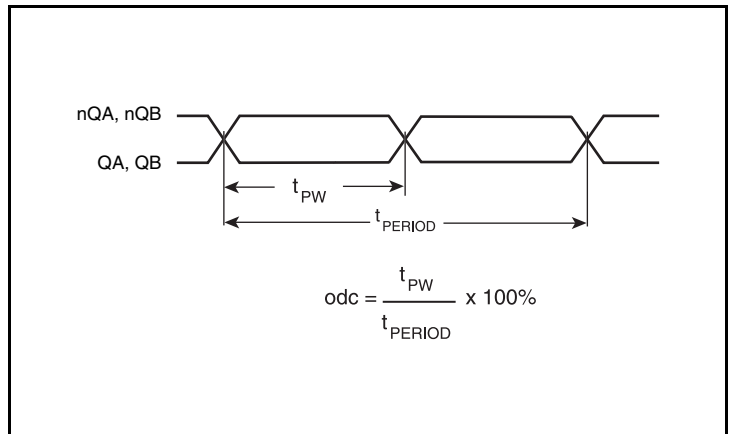 nQA, nQB
QA, QB
tPW
tPERIOD
odc = tPW / tPERIOD x 100%